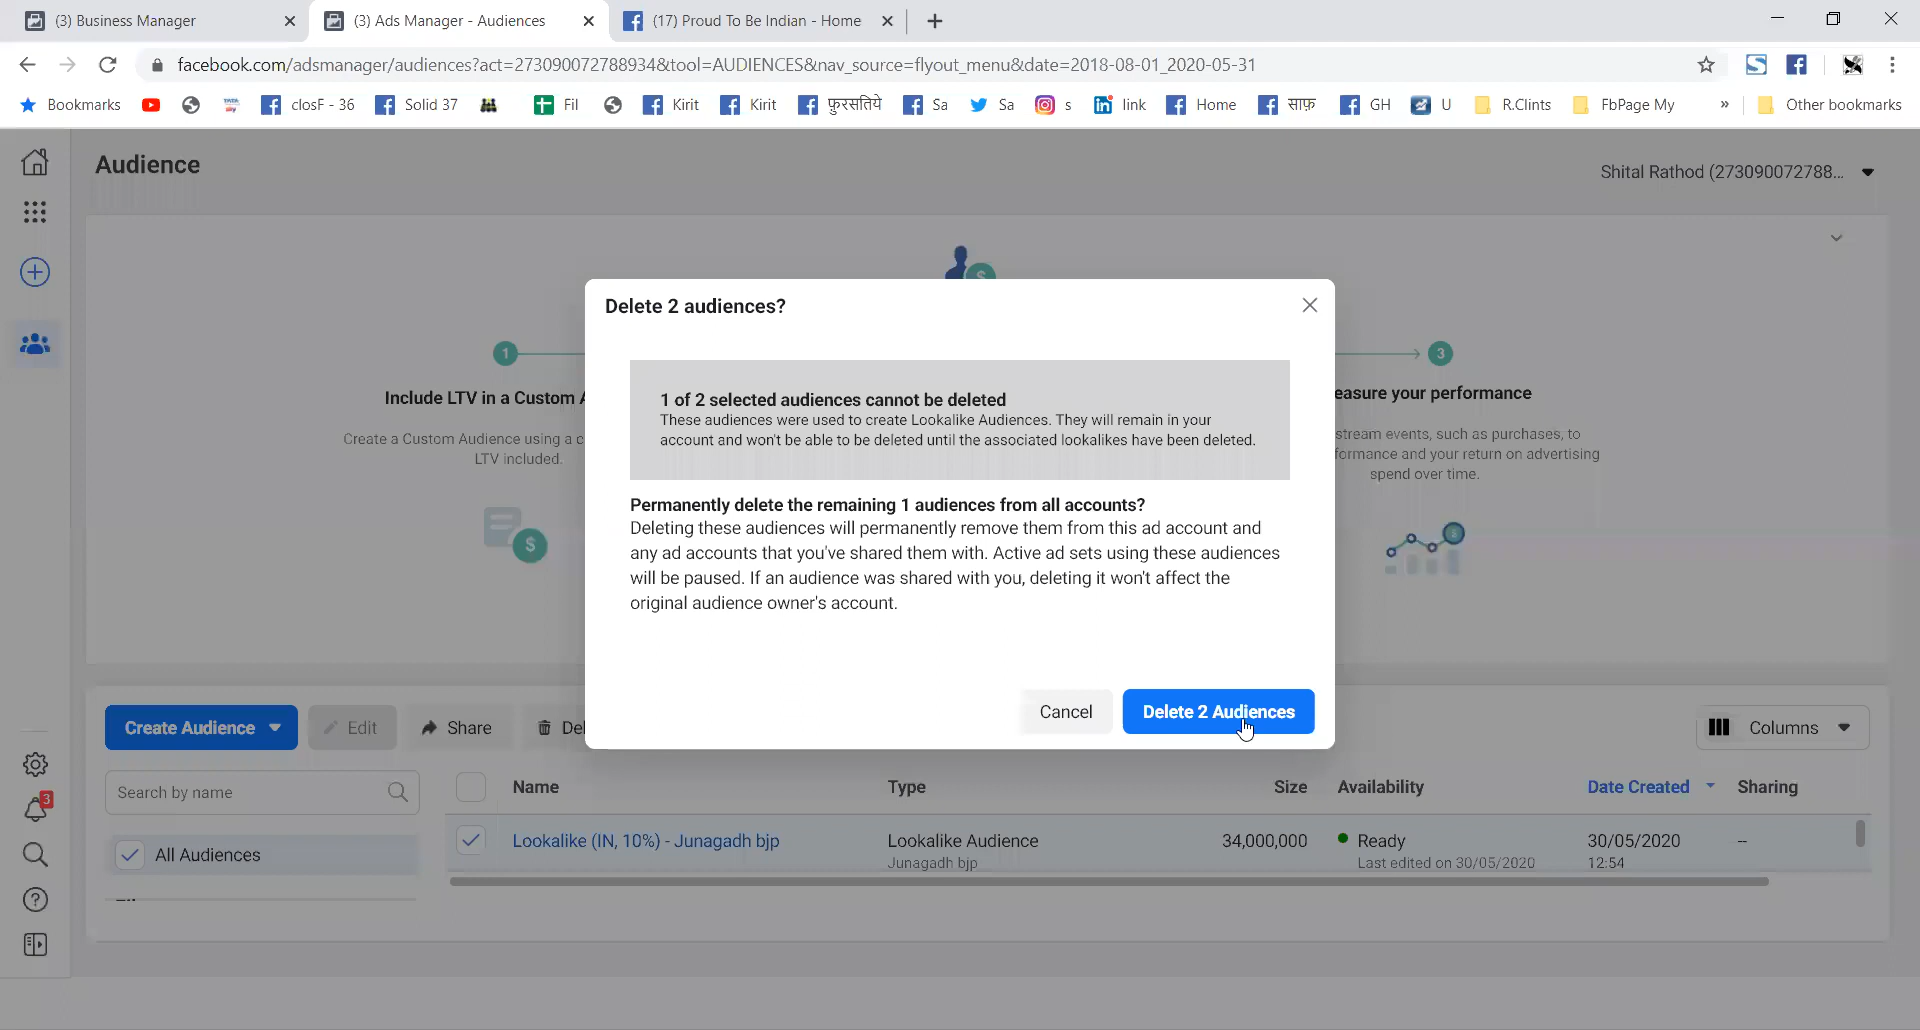 (3) Business Manager
(3) Ads Manager - Audiences
(17) Proud To Be Indian - Home
facebook.com/adsmanager/audiences?act=273090072788934&tool=AUDIENCES&nav_source=flyout_menu&date=2018-08-01_2020-05-31
Bookmarks
closF - 36
Solid 37
Fil
Kirit
Kirit
फुरसतिये
Sa
Sa
s
link
Home
साफ़
GH
U
R.Clints
FbPage My
»
Other bookmarks
Audience
Shital Rathod (27309007278​8...
1
Include LTV in a Custom A
Create a Custom Audience using a c
LTV included.
$
$
3
easure your performance
stream events, such as purchases, to
formance and your return on advertising
spend over time.
Delete 2 audiences?
1 of 2 selected audiences cannot be deleted
These audiences were used to create Lookalike Audiences. They will remain in your
account and won't be able to be deleted until the associated lookalikes have been deleted.
Permanently delete the remaining 1 audiences from all accounts?
Deleting these audiences will permanently remove them from this ad account and
any ad accounts that you've shared them with. Active ad sets using these audiences
will be paused. If an audience was shared with you, deleting it won't affect the
original audience owner's account.
Cancel
Delete 2 Audiences
Create Audience
Edit
Share
Del
Columns
Search by name
Name
Type
Size
Availability
Date Created
Sharing
All Audiences
Lookalike (IN, 10%) - Junagadh bjp
Lookalike Audience
Junagadh bjp
34,000,000
Ready
Last edited on 30/05/2020
30/05/2020
12:54
--
3